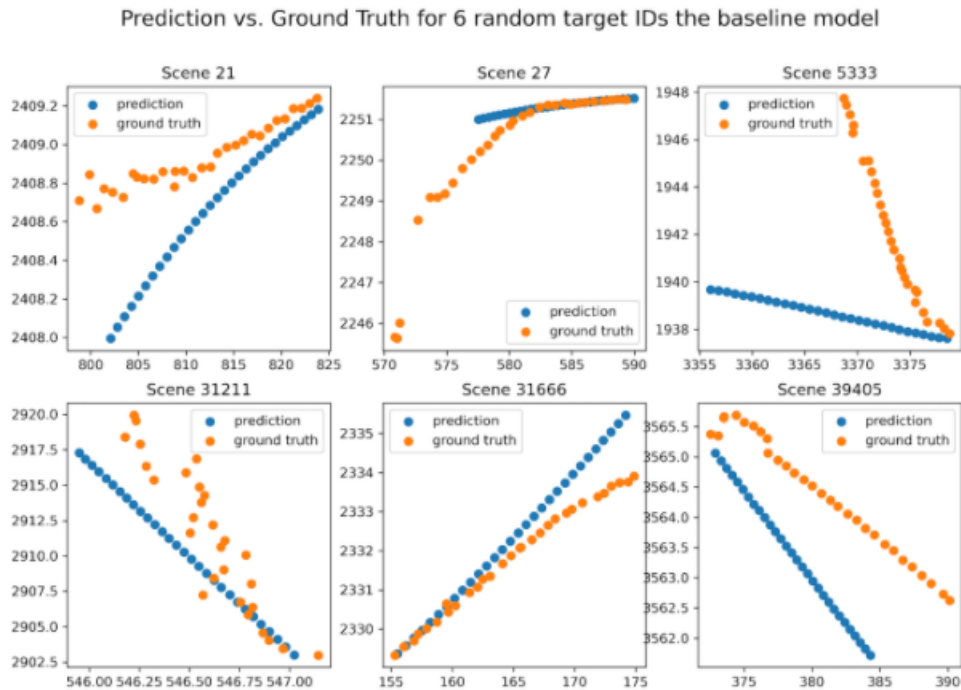 Prediction vs. Ground Truth for 6 random target IDs the baseline model
Scene 21
Scene 27
Scene 5333
2409.2
2409.0
2408.8
2408.6
2408.4
2408.2
2408.0
prediction
ground truth
800 805 810 815 820 825
2251
2250
2249
2248
2247
2246
prediction
ground truth
570 575 580 585 590
1948
1946
1944
1942
1940
1938
prediction
ground truth
3355 3360 3365 3370 3375
Scene 31211
Scene 31666
Scene 39405
2920.0
2917.5
2915.0
2912.5
2910.0
2907.5
2905.0
2902.5
prediction
ground truth
546.00 546.25 546.50 546.75 547.00
2335
2334
2333
2332
2331
2330
prediction
ground truth
155 160 165 170 175
3565.5
3565.0
3564.5
3564.0
3563.5
3563.0
3562.5
3562.0
prediction
ground truth
375 380 385 390